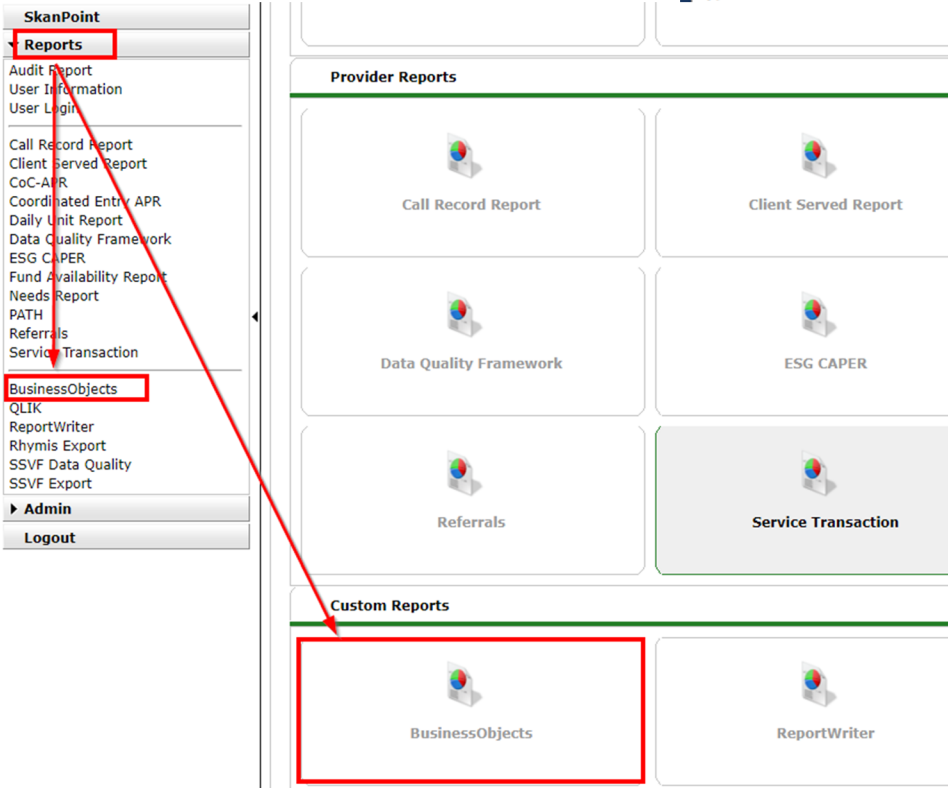 SkanPoint
Reports
Audit Report
User Information
User Login
Call Record Report
Client Served Report
CoC-APR
Coordinated Entry APR
Daily Unit Report
Data Quality Framework
ESG CAPER
Fund Availability Report
Needs Report
PATH
Referrals
Service Transaction
BusinessObjects
QLIK
ReportWriter
Rhymis Export
SSVF Data Quality
SSVF Export
Admin
Logout
Provider Reports
Call Record Report
Client Served Report
Data Quality Framework
ESG CAPER
Referrals
Service Transaction
Custom Reports
BusinessObjects
ReportWriter